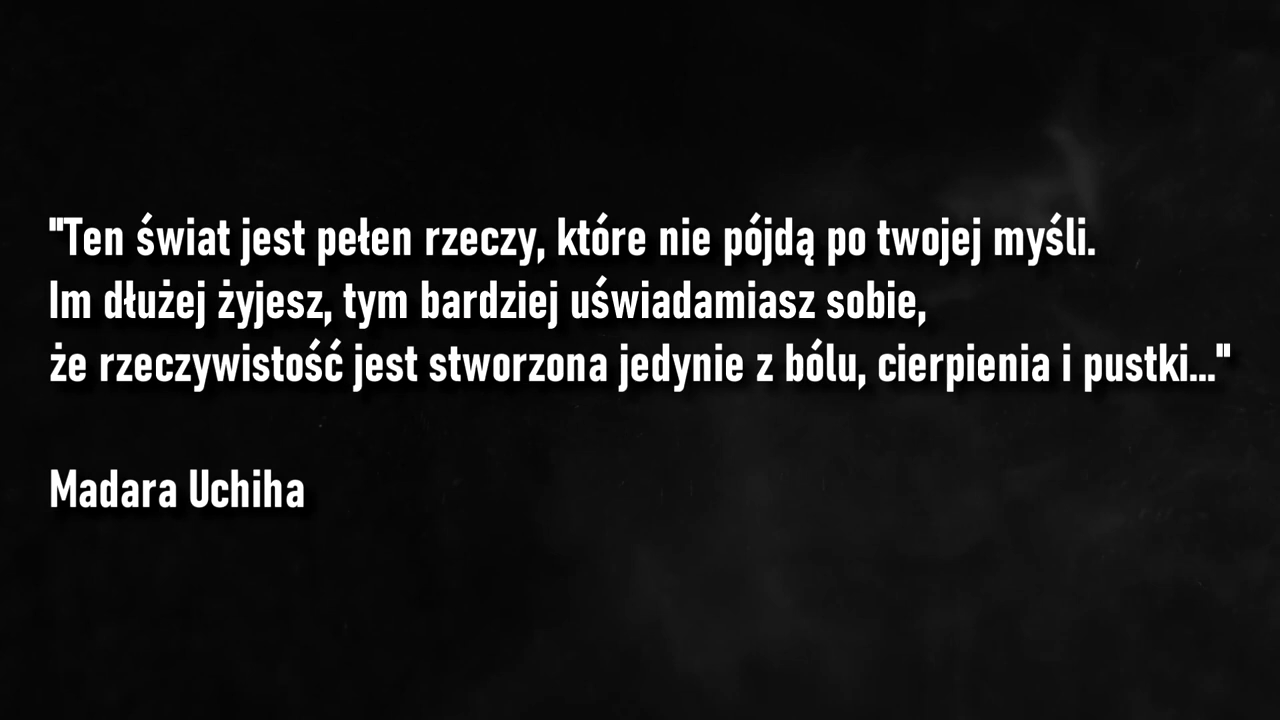 "Ten świat jest pełen rzeczy, które nie pójdą po twojej myśli.
Im dłużej żyjesz, tym bardziej uświadamiasz sobie,
że rzeczywistość jest stworzona jedynie z bólu, cierpienia i pustki..."
Madara Uchiha